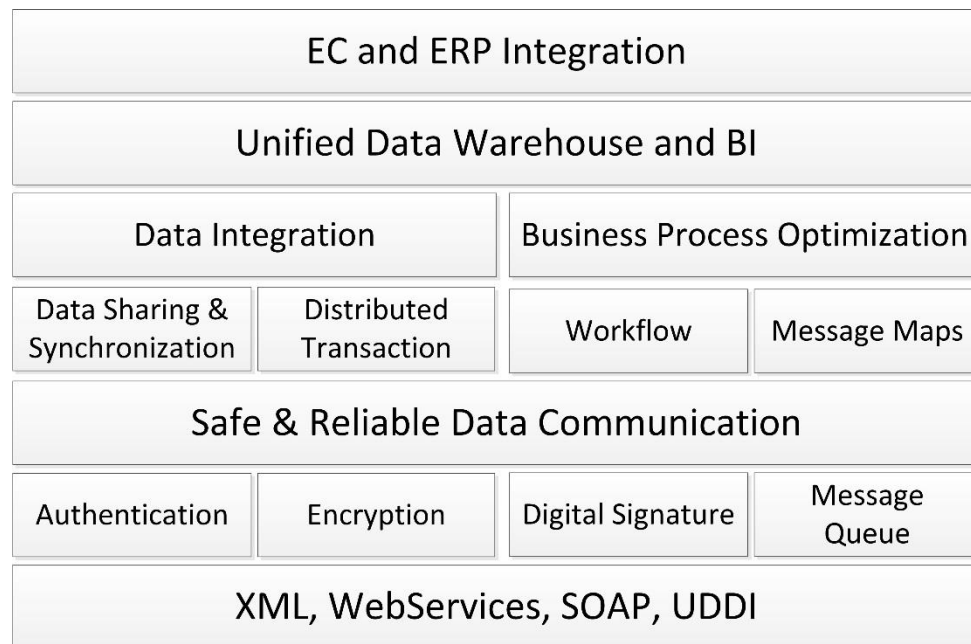 EC and ERP Integration
Unified Data Warehouse and BI
Data Integration
Business Process Optimization
Data Sharing &
Synchronization
Distributed
Transaction
Workflow
Message Maps
Safe & Reliable Data Communication
Authentication
Encryption
Digital Signature
Message
Queue
XML, WebServices, SOAP, UDDI